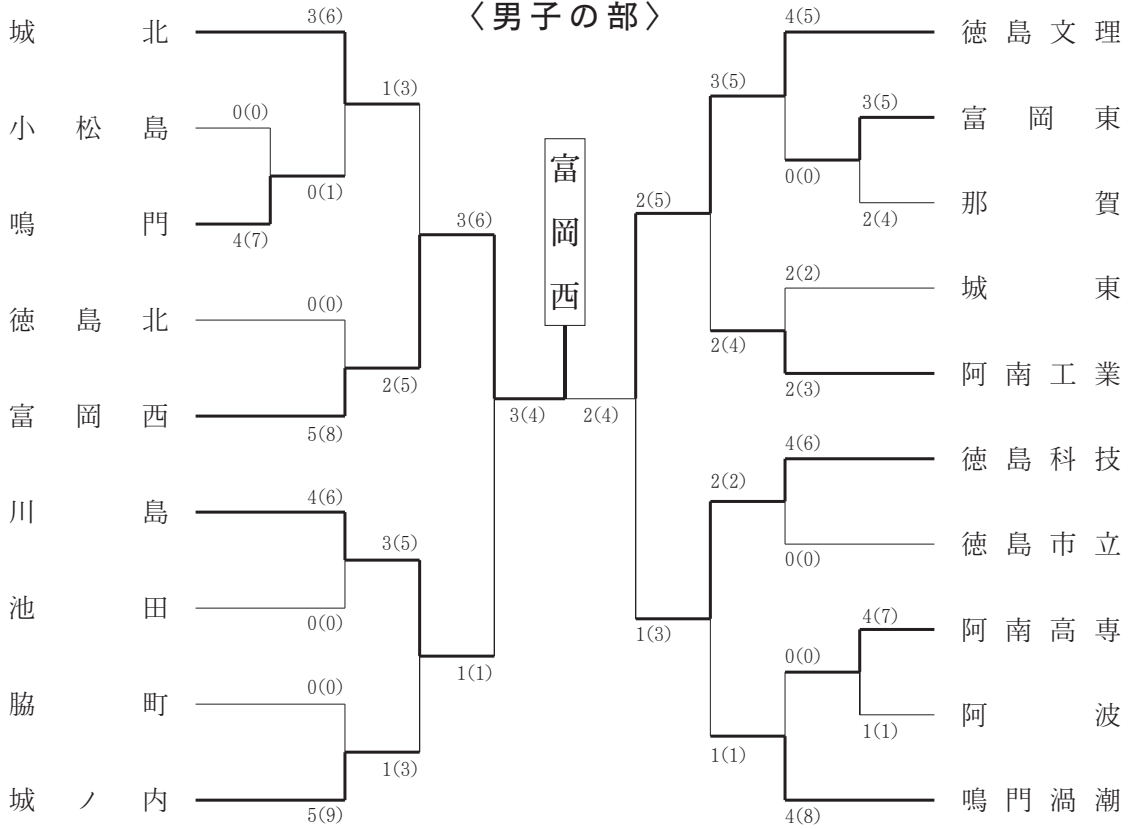 〈男子の部〉
城北
3(6)
1(3)
小松島
0(0)
0(1)
鳴門
4(7)
3(6)
徳島北
0(0)
2(5)
富岡西
5(8)
3(4)
川島
4(6)
3(5)
池田
0(0)
1(1)
脇町
0(0)
1(3)
城ノ内
5(9)
富岡西
2(4)
4(5)
徳島文理
3(5)
3(5)
富岡東
0(0)
那賀
2(4)
2(5)
2(2)
城東
2(4)
阿南工業
2(3)
4(6)
徳島科技
2(2)
徳島市立
0(0)
1(3)
4(7)
阿南高専
0(0)
阿波
1(1)
1(1)
鳴門渦潮
4(8)